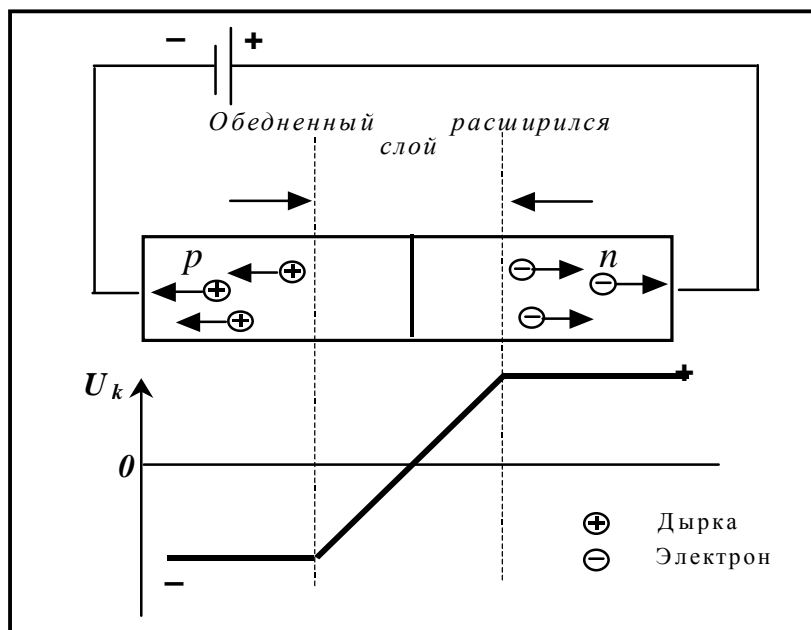 − +
Обедненный расширился
слой
p n
U k
+
0
−
Дырка
Электрон